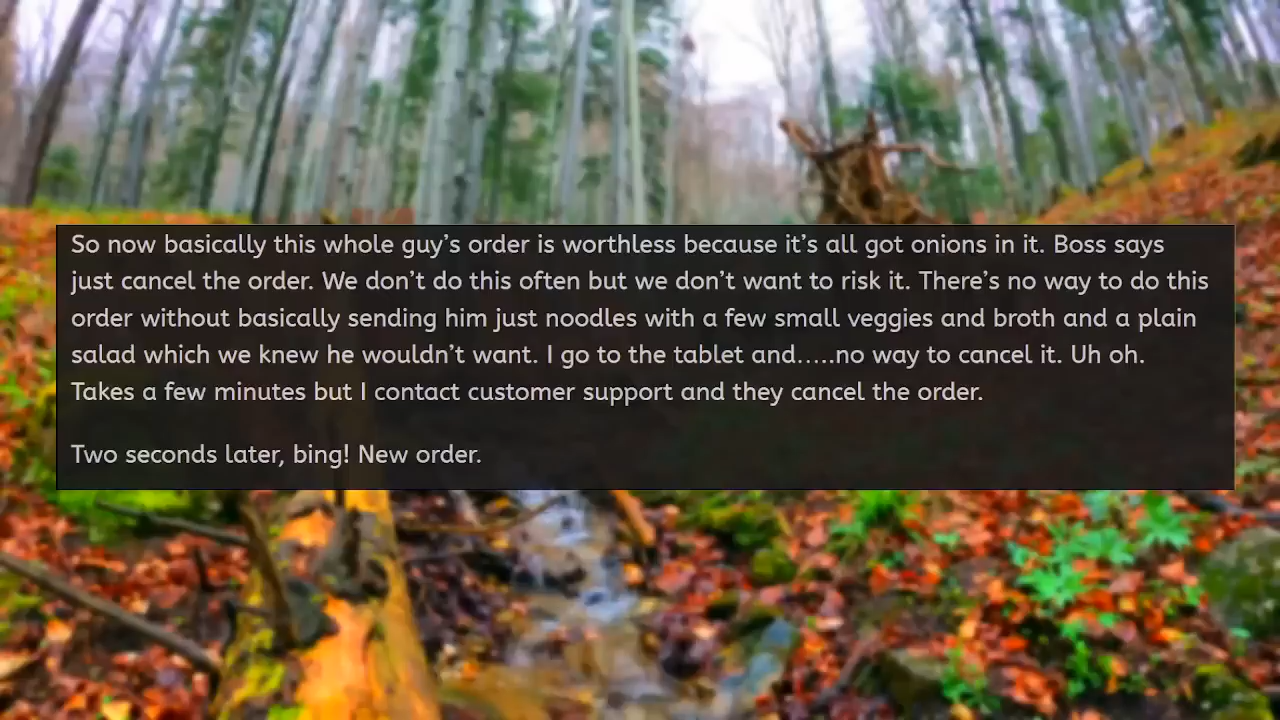 So now basically this whole guy’s order is worthless because it’s all got onions in it. Boss says
just cancel the order. We don’t do this often but we don’t want to risk it. There’s no way to do this
order without basically sending him just noodles with a few small veggies and broth and a plain
salad which we knew he wouldn’t want. I go to the tablet and.....no way to cancel it. Uh oh.
Takes a few minutes but I contact customer support and they cancel the order.
Two seconds later, bing! New order.